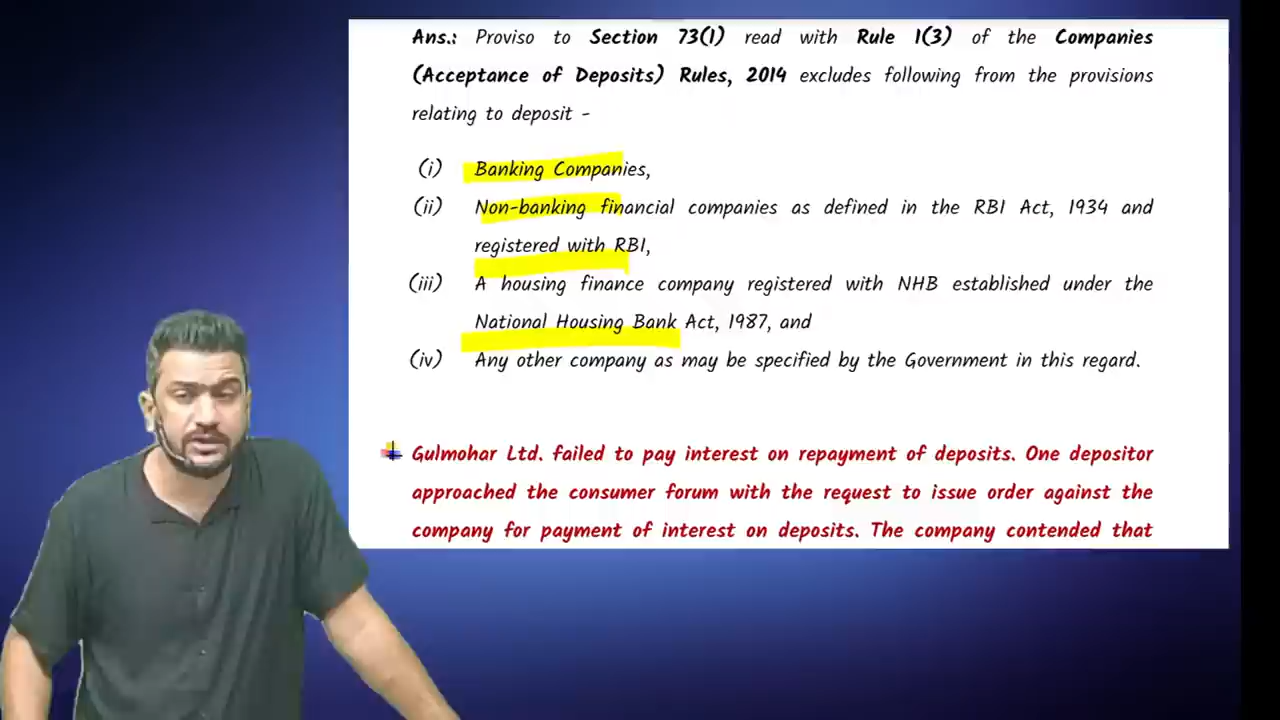 Ans.: Proviso to Section 73(1) read with Rule 1(3) of the Companies
(Acceptance of Deposits) Rules, 2014 excludes following from the provisions
relating to deposit -
(i) Banking Companies,
(ii) Non-banking financial companies as defined in the RBI Act, 1934 and
registered with RBI,
(iii) A housing finance company registered with NHB established under the
National Housing Bank Act, 1987, and
(iv) Any other company as may be specified by the Government in this regard.
Gulmohar Ltd. failed to pay interest on repayment of deposits. One depositor
approached the consumer forum with the request to issue order against the
company for payment of interest on deposits. The company contended that